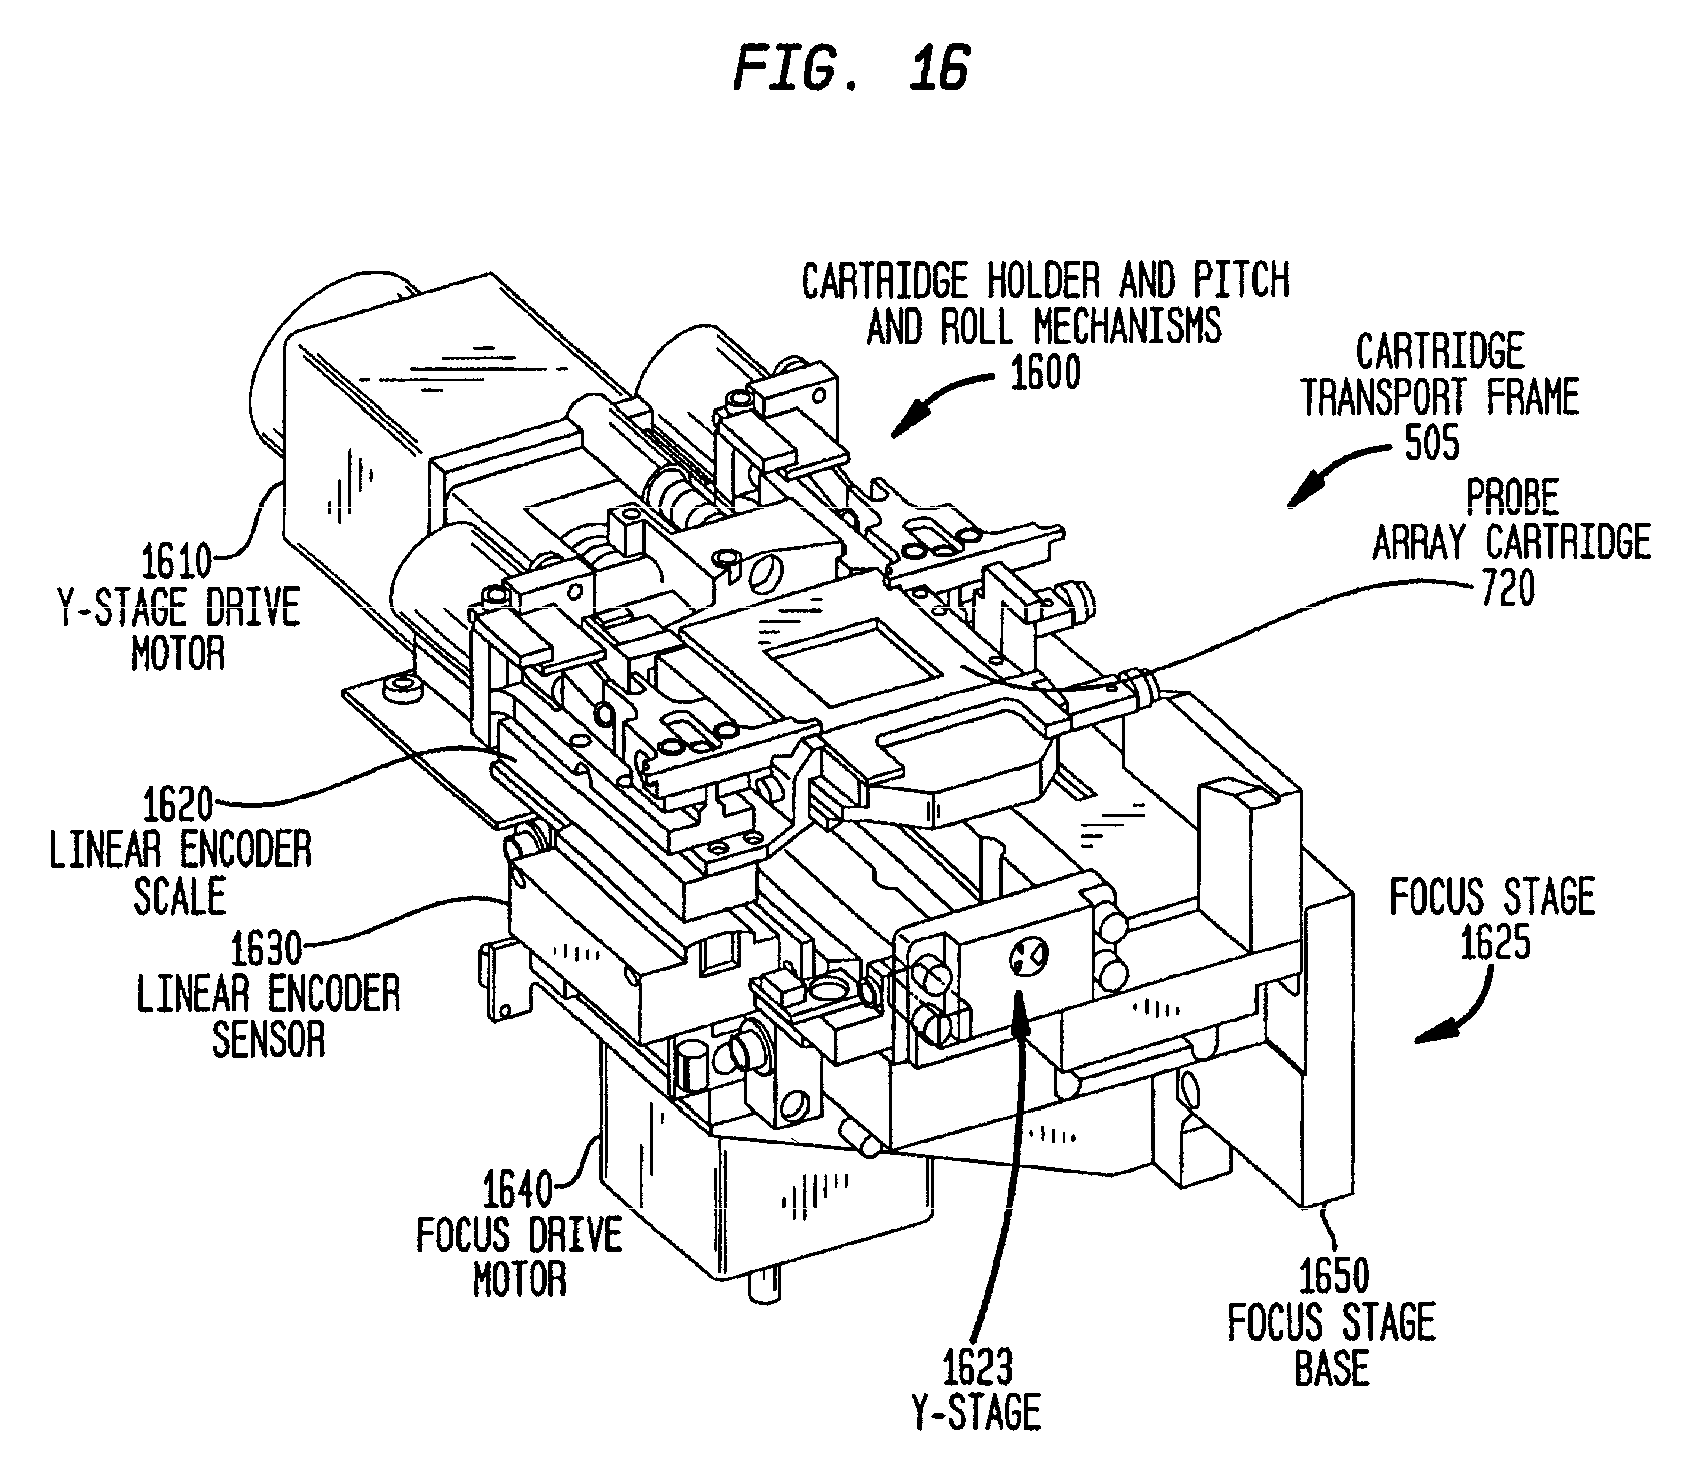 FIG. 16
CARTRIDGE HOLDER AND PITCH
AND ROLL MECHANISMS
1600
CARTRIDGE
TRANSPORT FRAME
505
PROBE
ARRAY CARTRIDGE
720
1610
Y-STAGE DRIVE
MOTOR
1620
LINEAR ENCODER
SCALE
1630
LINEAR ENCODER
SENSOR
FOCUS STAGE
1625
1640
FOCUS DRIVE
MOTOR
1650
FOCUS STAGE
BASE
1623
Y-STAGE